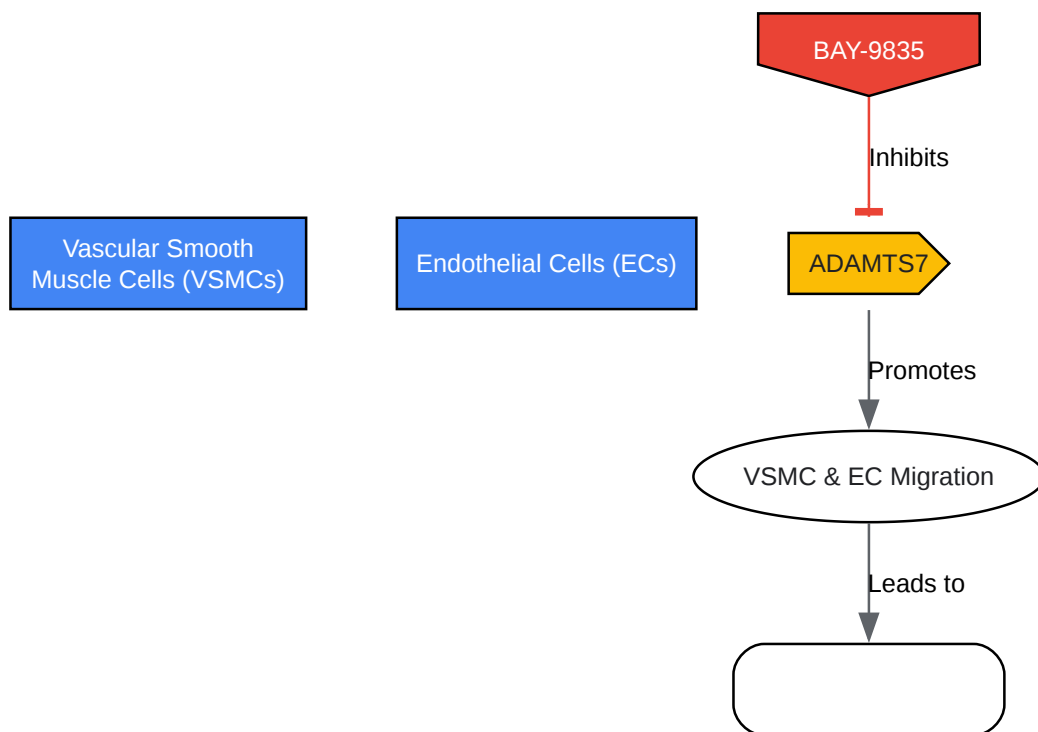 BAY-9835
Inhibits
Vascular Smooth
Muscle Cells (VSMCs)
Endothelial Cells (ECs)
ADAMTS7
Promotes
VSMC & EC Migration
Leads to